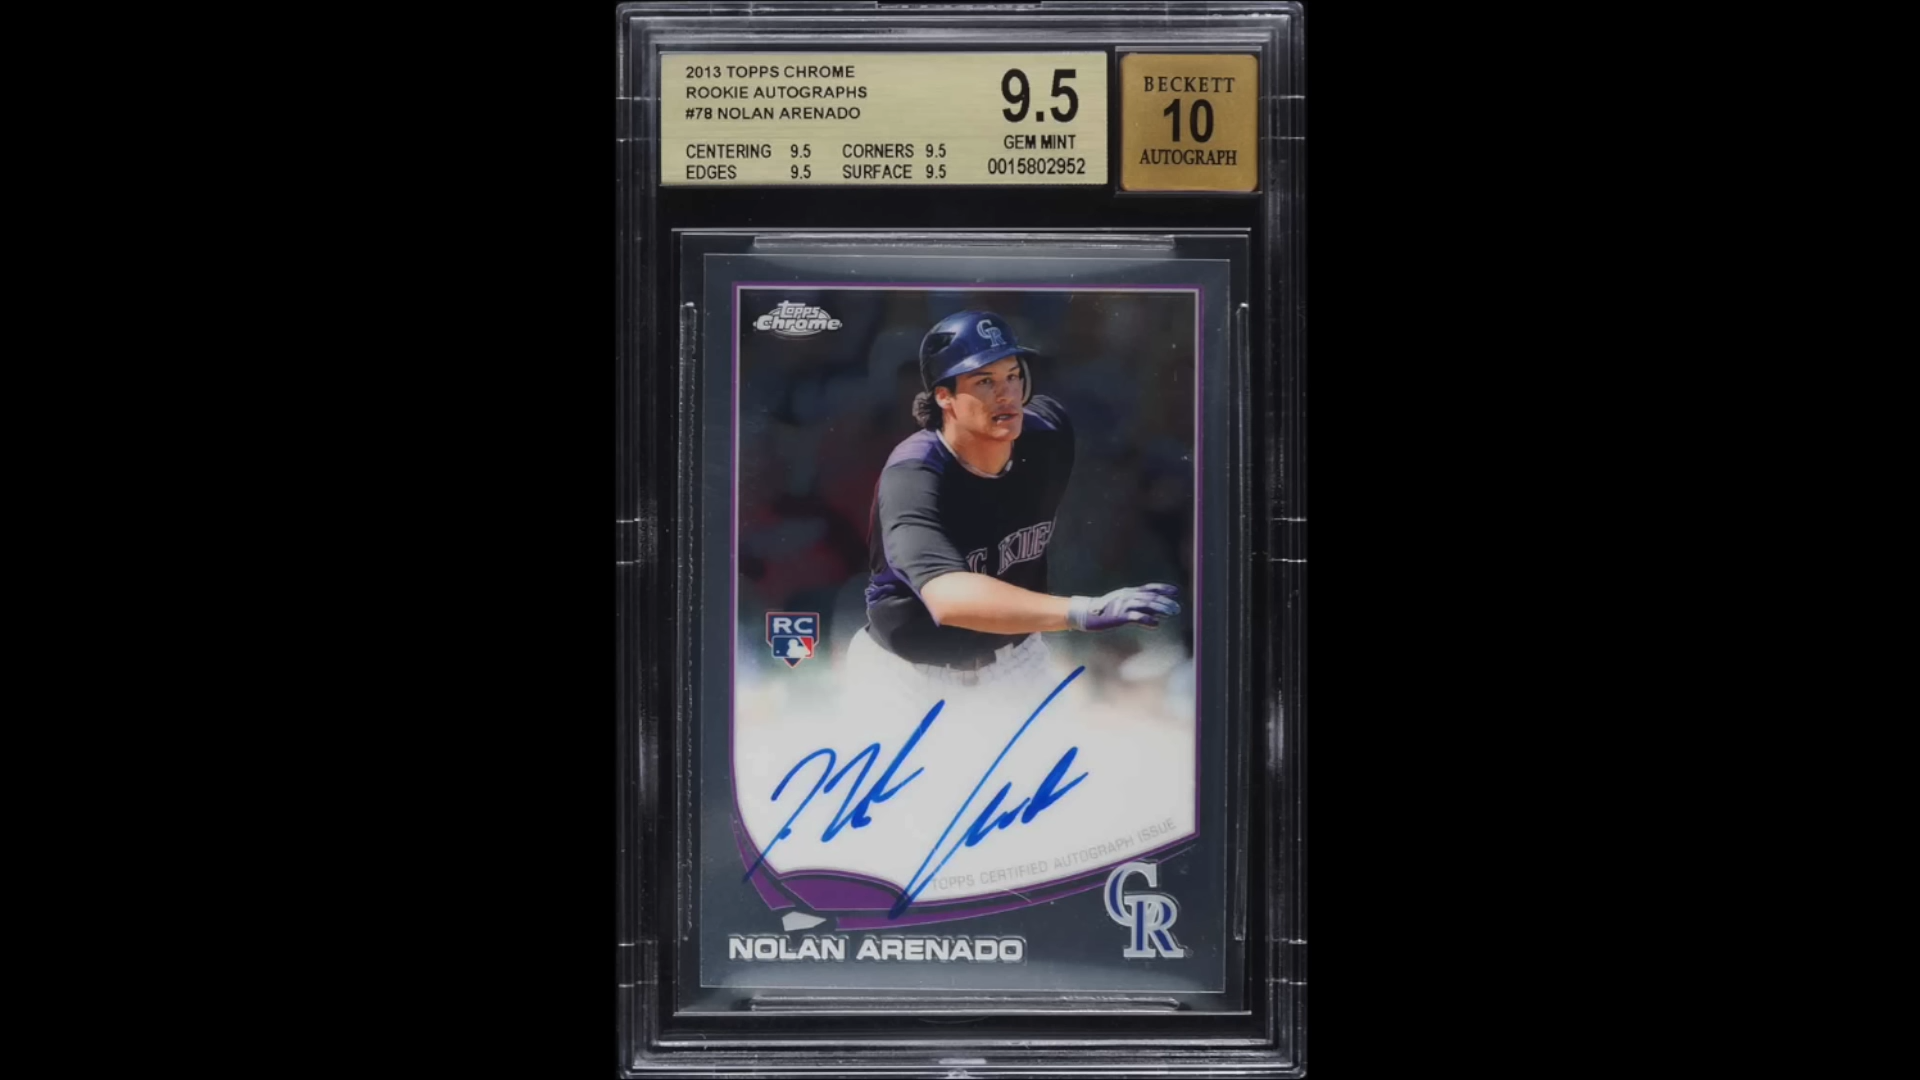 2013 TOPPS CHROME
ROOKIE AUTOGRAPHS
#78 NOLAN ARENADO
CENTERING 9.5 CORNERS 9.5
EDGES 9.5 SURFACE 9.5
9.5
GEM MINT
0015802952
BECKETT
10
AUTOGRAPH
topps
Chrome
CR
CKIE
RC
TOPPS CERTIFIED AUTOGRAPH ISSUE
CR
NOLAN ARENADO